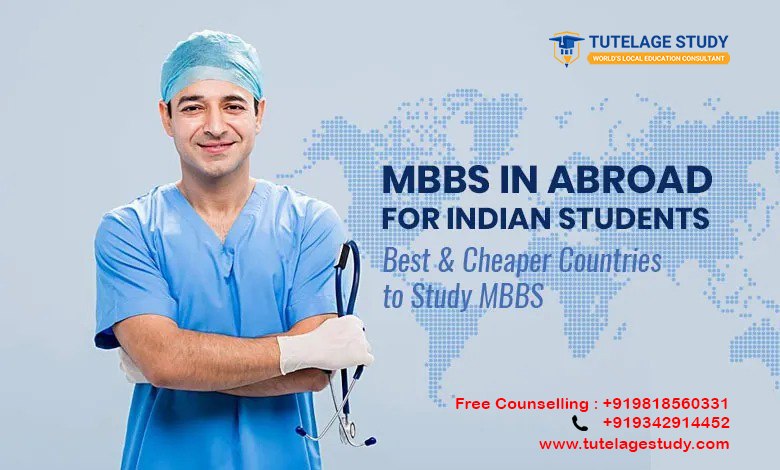 TUTELAGE STUDY
WORLD'S LOCAL EDUCATION CONSULTANT
MBBS IN ABROAD
FOR INDIAN STUDENTS
Best & Cheaper Countries
to Study MBBS
Free Counselling : +919818560331
+919342914452
www.tutelagestudy.com